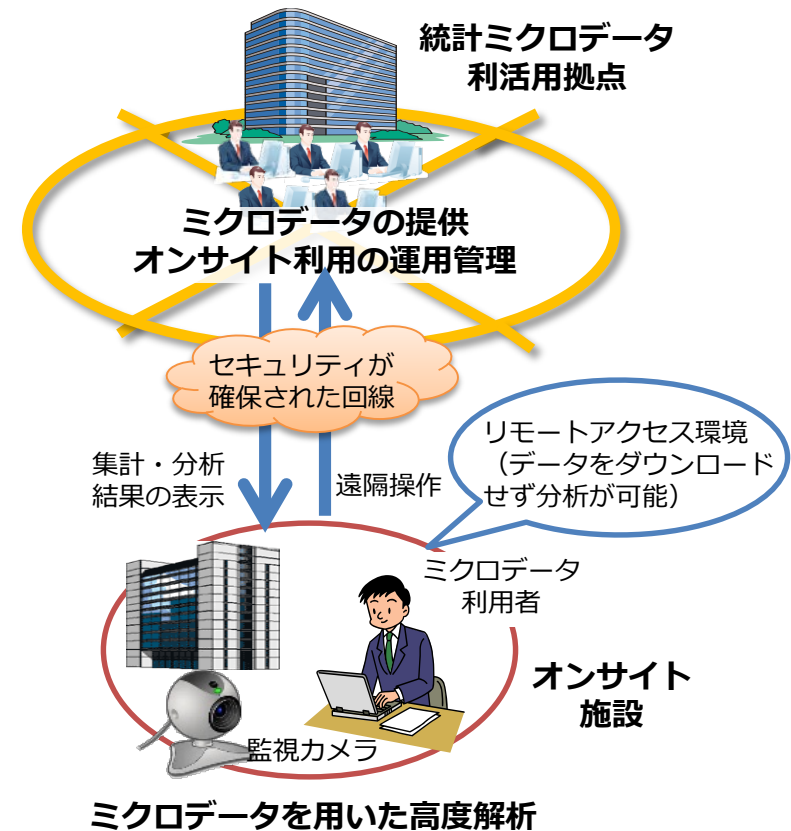 統計ミクロデータ
利活用拠点
ミクロデータの提供
オンサイト利用の運用管理
セキュリティが
確保された回線
リモートアクセス環境
（データをダウンロード
せず分析が可能）
集計・分析
結果の表示
遠隔操作
ミクロデータ
利用者
オンサイト
施設
監視カメラ
ミクロデータを用いた高度解析